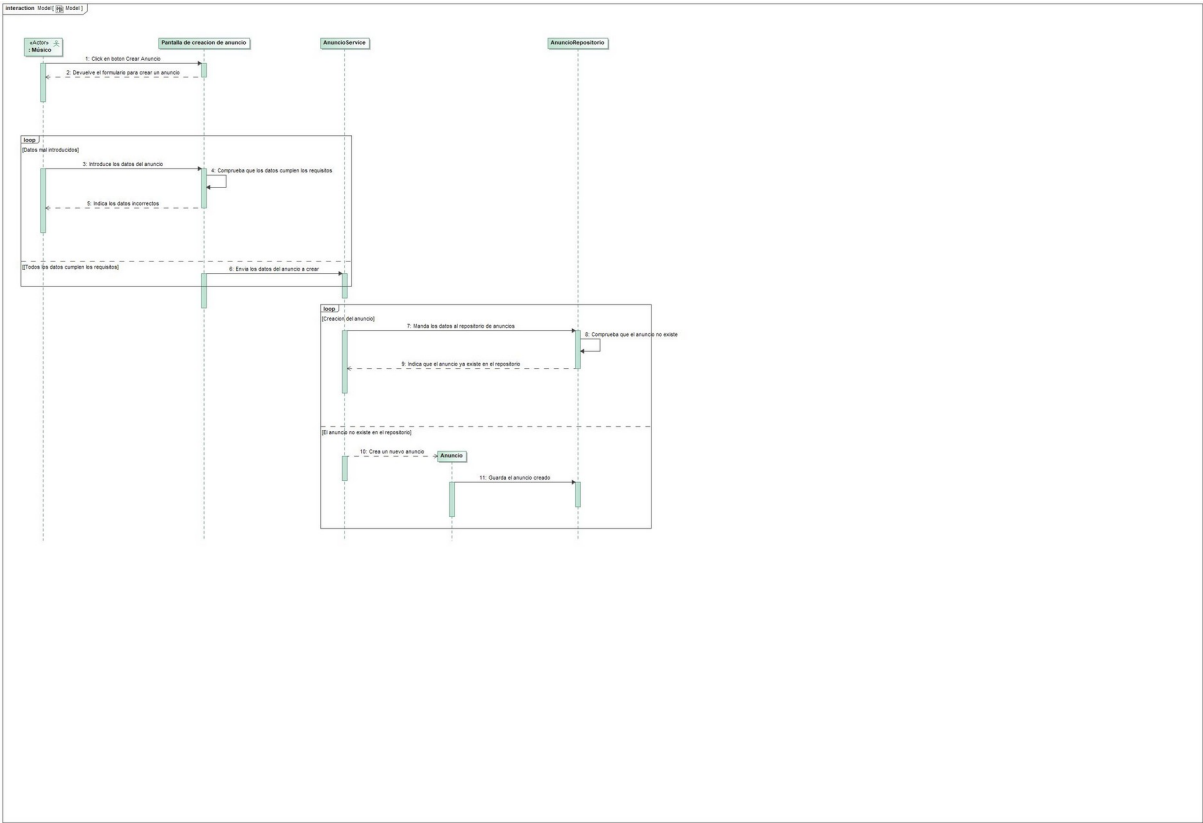 interaction Model [ Model ]
«Actor»
: Músico
Pantalla de creacion de anuncio
AnuncioService
AnuncioRepositorio
1: Click en boton Crear Anuncio
2: Devuelve el formulario para crear un anuncio
loop
[Datos mal introducidos]
3: Introduce los datos del anuncio
4: Comprueba que los datos cumplen los requisitos
5: Indica los datos incorrectos
[[Todos los datos cumplen los requisitos]
6: Envia los datos del anuncio a crear
loop
[Creacion del anuncio]
7: Manda los datos al repositorio de anuncios
8: Comprueba que el anuncio no existe
9: Indica que el anuncio ya existe en el repositorio
[El anuncio no existe en el repositorio]
10: Crea un nuevo anuncio
Anuncio
11: Guarda el anuncio creado